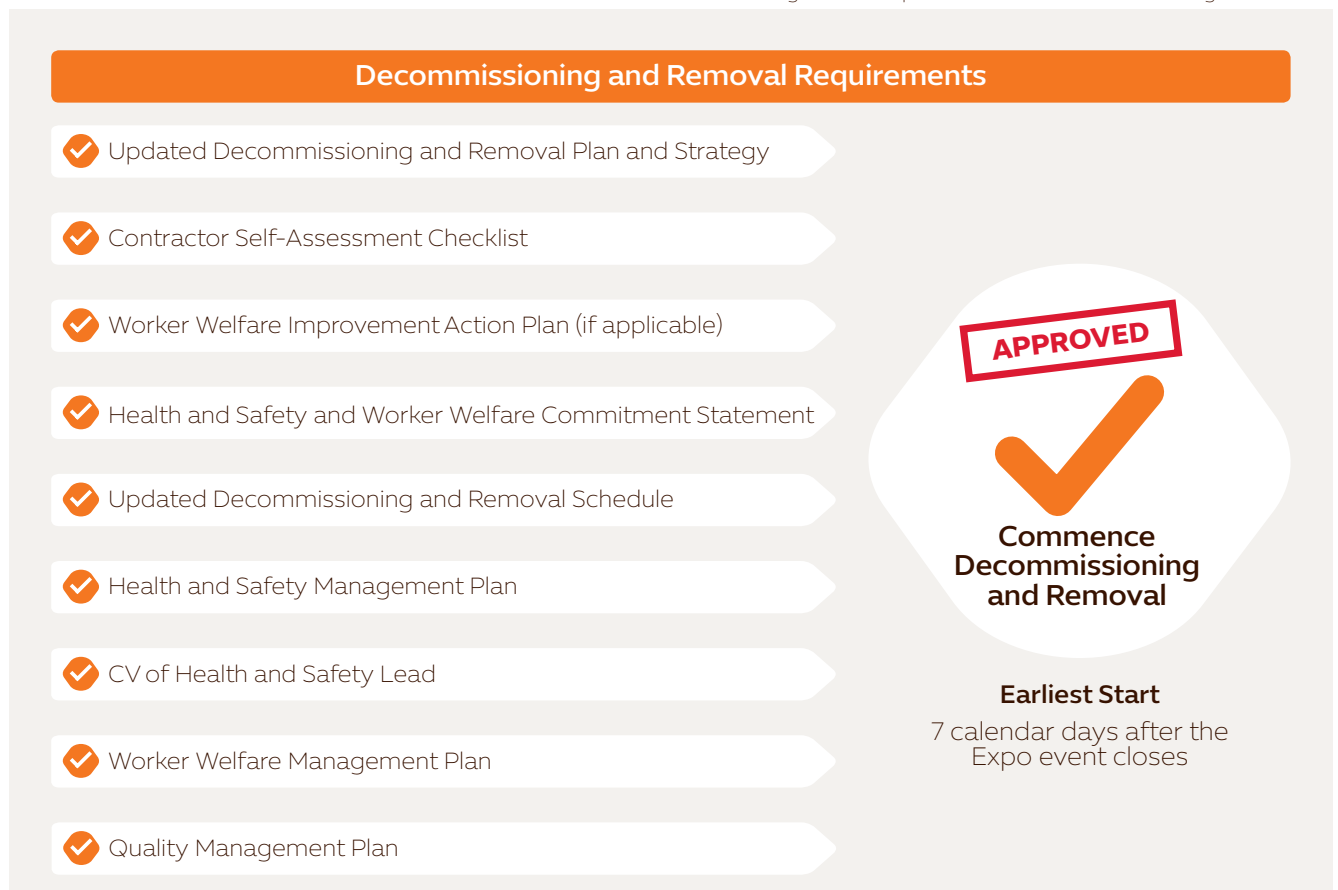 Decommissioning and Removal Requirements
Updated Decommissioning and Removal Plan and Strategy
Contractor Self-Assessment Checklist
Worker Welfare Improvement Action Plan (if applicable)
Health and Safety and Worker Welfare Commitment Statement
Updated Decommissioning and Removal Schedule
Health and Safety Management Plan
CV of Health and Safety Lead
Worker Welfare Management Plan
Quality Management Plan
APPROVED
Commence
Decommissioning
and Removal
Earliest Start
7 calendar days after the
Expo event closes